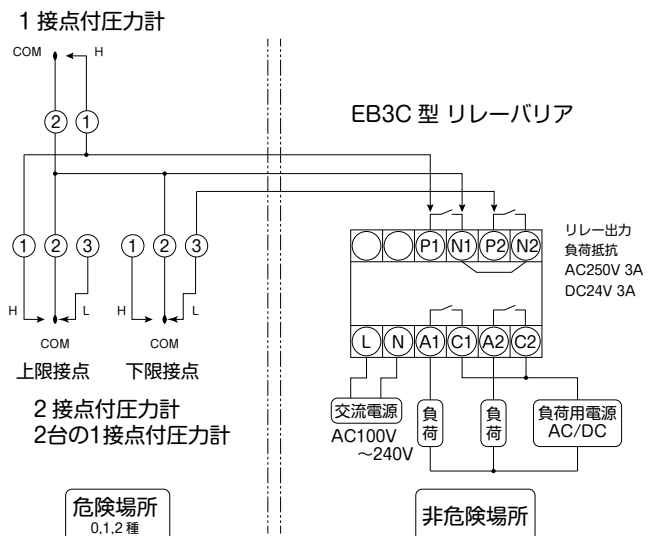 1 接点付圧力計
COM
H
2
1
EB3C 型 リレーバリア
1
2
3
1
2
3
P1
N1
P2
N2
リレー出力
負荷抵抗
AC250V 3A
DC24V 3A
H
L
H
L
COM
COM
上限接点
下限接点
L
N
A1
C1
A2
C2
2 接点付圧力計
2台の1接点付圧力計
交流電源
AC100V
～240V
負荷
負荷
負荷用電源
AC/DC
危険場所
0,1,2 種
非危険場所